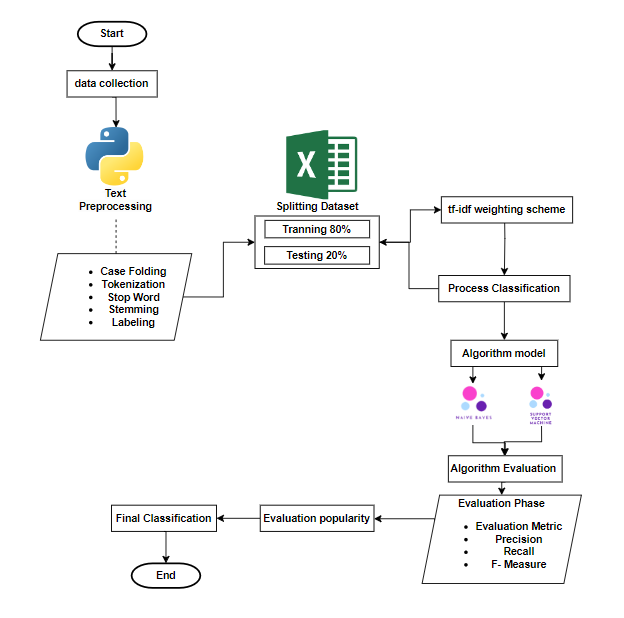 Start
data collection
Text
Preprocessing
Case Folding
Tokenization
Stop Word
Stemming
Labeling
X
Splitting Dataset
Tranning 80%
Testing 20%
tf-idf weighting scheme
Process Classification
Algorithm model
NAIVE BAYES
SUPPORT
VECTOR
MACHINE
Algorithm Evaluation
Evaluation Phase
Evaluation Metric
Precision
Recall
F- Measure
Evaluation popularity
Final Classification
End